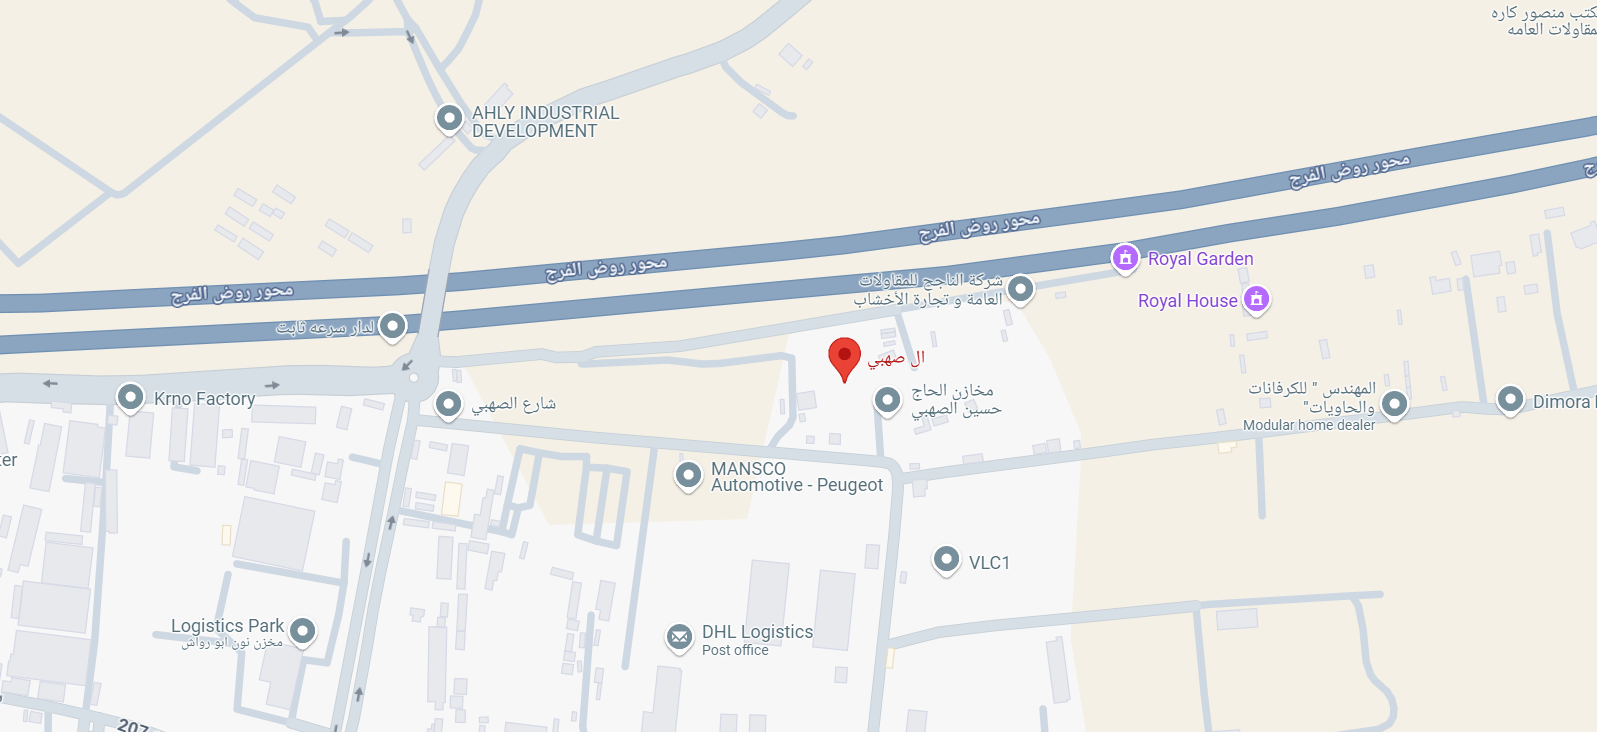 كتب منصور كاره
مقاولات العامه
AHLY INDUSTRIAL
DEVELOPMENT
محور روض الفرج
محور روض الفرج
محور روض الفرج
محور روض الفرج
Royal Garden
شركة الناجح للمقاولات
العامة و تجارة الأخشاب
Royal House
لدار سرعه ثابت
ال صهبي
Krno Factory
شارع الصهبي
مخازن الحاج
حسين الصهبي
المهندس " للكرفانات
والحاويات"
Modular home dealer
Dimora
MANSCO
Automotive - Peugeot
VLC1
Logistics Park
مخزن نون ابو رواش
DHL Logistics
Post office
207